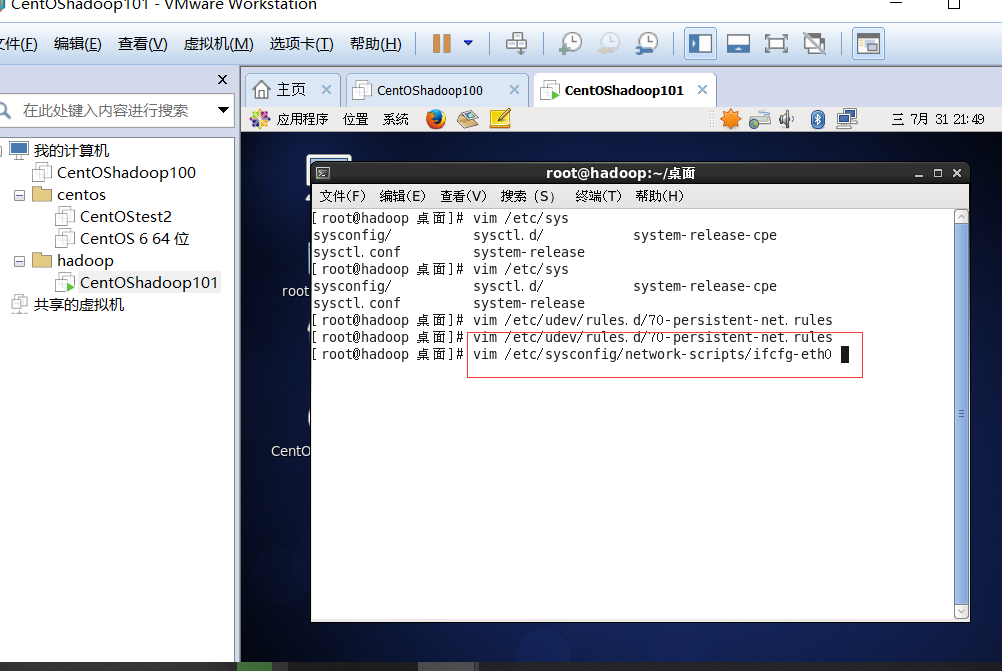 CentOShadoop101 - VMware Workstation
文件(F) 编辑(E) 查看(V) 虚拟机(M) 选项卡(T) 帮助(H)
在此处键入内容进行搜索
我的计算机
CentOShadoop100
centos
CentOStest2
CentOS 6 64 位
hadoop
CentOShadoop101
共享的虚拟机
主页 CentOShadoop100 CentOShadoop101
应用程序 位置 系统 三 7月 31 21:49
root@hadoop:~/桌面
文件(F) 编辑(E) 查看(V) 搜索 (S) 终端(T) 帮助(H)
[root@hadoop 桌面]# vim /etc/sys
sysconfig/ sysctl.d/ system-release-cpe
sysctl.conf system-release
[root@hadoop 桌面]# vim /etc/sys
sysconfig/ sysctl.d/ system-release-cpe
sysctl.conf system-release
[root@hadoop 桌面]# vim /etc/udev/rules.d/70-persistent-net.rules
[root@hadoop 桌面]# vim /etc/udev/rules.d/70-persistent-net.rules
[root@hadoop 桌面]# vim /etc/sysconfig/network-scripts/ifcfg-eth0
root
CentO